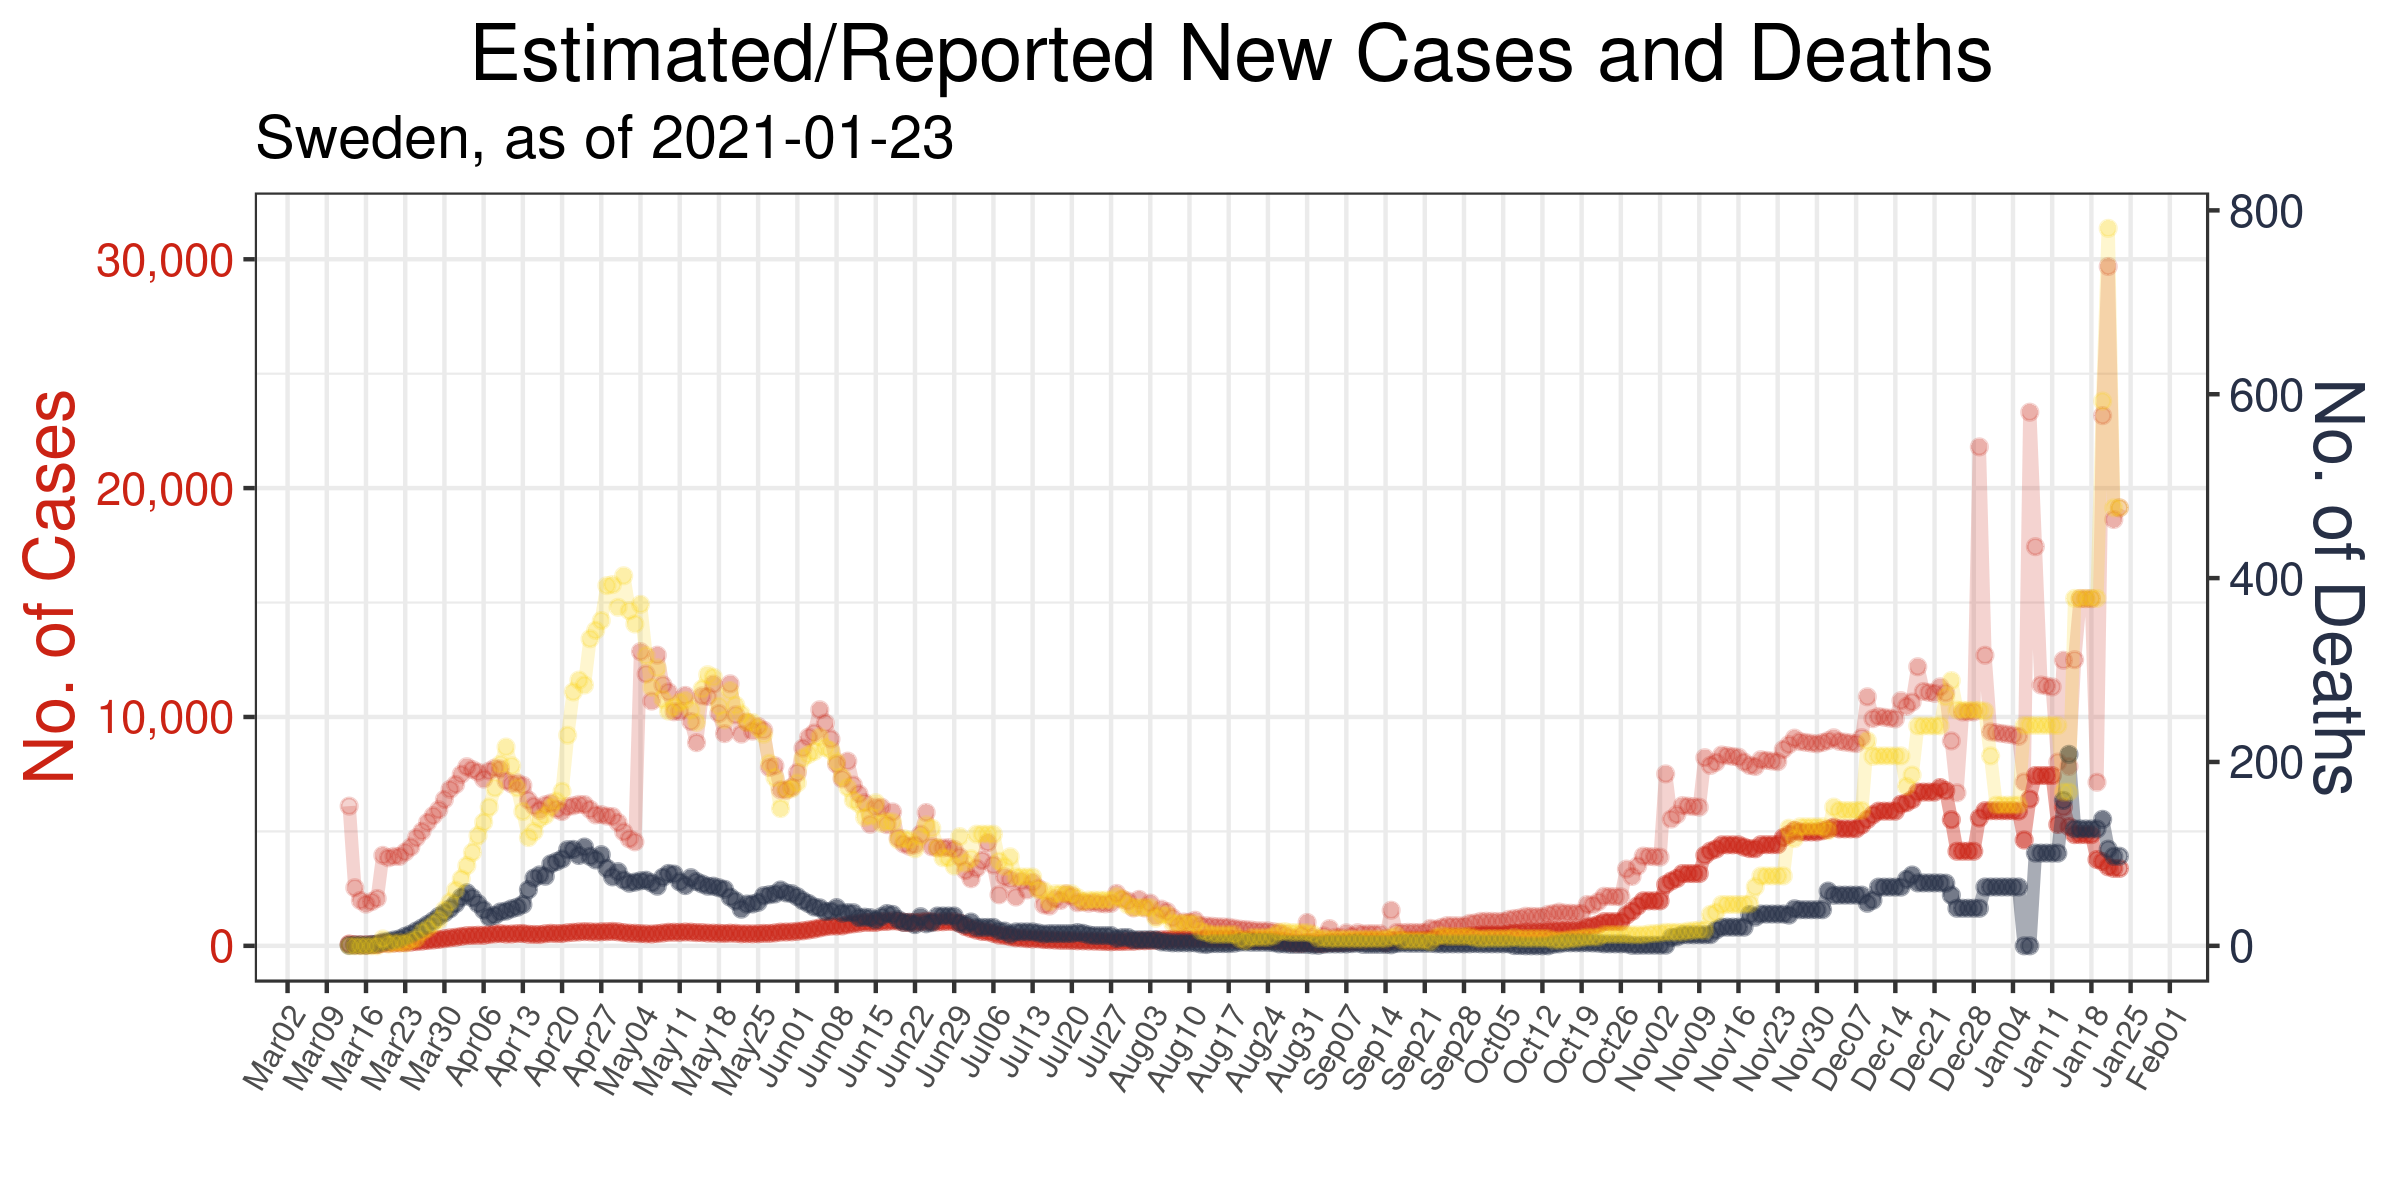 Estimated/Reported New Cases and Deaths
Sweden, as of 2021-01-23
No. of Cases
30,000
20,000
10,000
0
800
600
400
200
0
No. of Deaths
Mar02
Mar09
Mar16
Mar23
Mar30
Apr06
Apr13
Apr20
Apr27
May04
May11
May18
May25
Jun01
Jun08
Jun15
Jun22
Jun29
Jul06
Jul13
Jul20
Jul27
Aug03
Aug10
Aug17
Aug24
Aug31
Sep07
Sep14
Sep21
Sep28
Oct05
Oct12
Oct19
Oct26
Nov02
Nov09
Nov16
Nov23
Nov30
Dec07
Dec14
Dec21
Dec28
Jan04
Jan11
Jan18
Jan25
Feb01